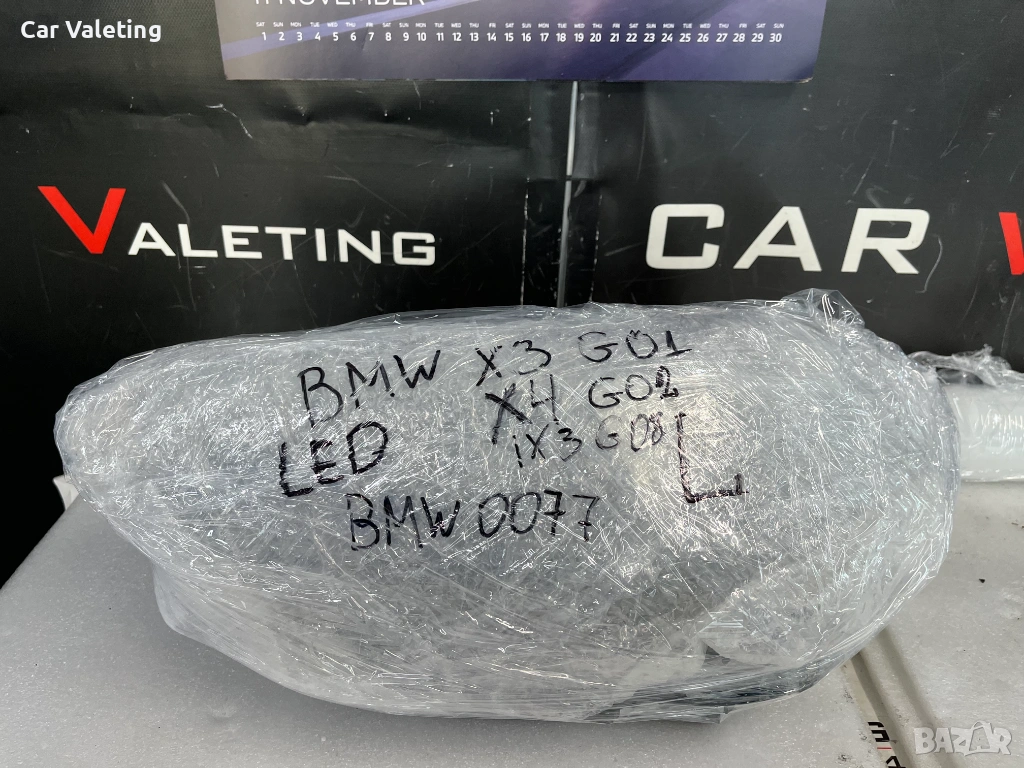 Car Valeting
11 NOVEMBER
SAT SUN MON TUE WED THU FRI SAT SUN MON TUE WED THU FRI SAT SUN MON TUE WED THU FRI SAT SUN MON TUE WED THU FRI SAT SUN
1 2 3 4 5 6 7 8 9 10 11 12 13 14 15 16 17 18 19 20 21 22 23 24 25 26 27 28 29 30
VALETING
CAR V
BMW X3 G01
X4 G02
iX3 G08
LED L
BMW 0077
BAZAR